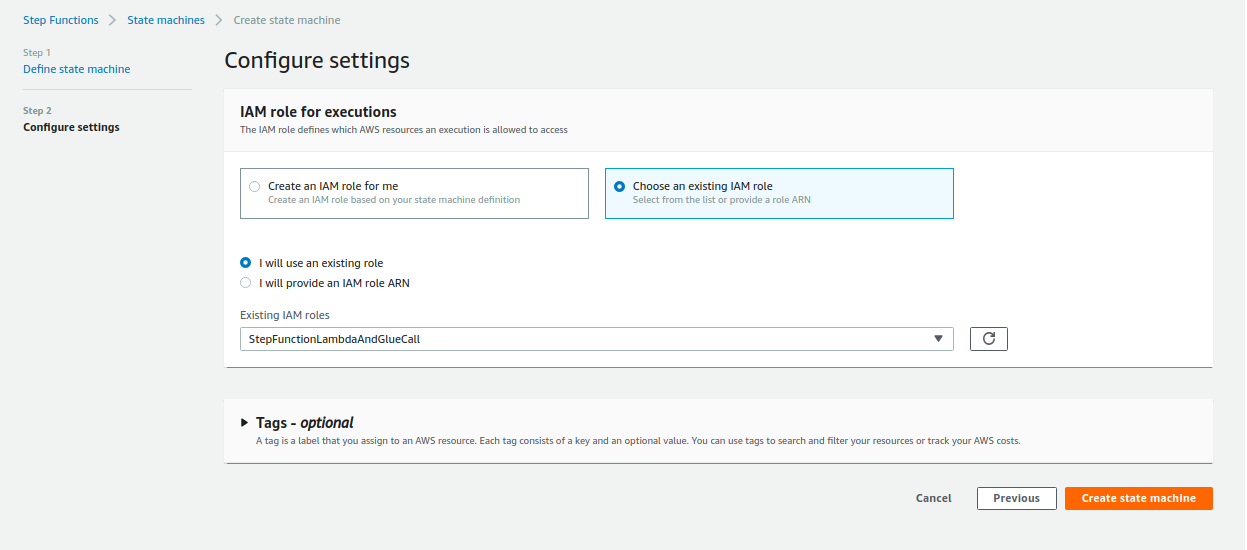 Step Functions State machines Create state machine
Step 1
Define state machine
Step 2
Configure settings
Configure settings
IAM role for executions
The IAM role defines which AWS resources an execution is allowed to access
Create an IAM role for me
Create an IAM role based on your state machine definition
Choose an existing IAM role
Select from the list or provide a role ARN
I will use an existing role
I will provide an IAM role ARN
Existing IAM roles
StepFunctionLambdaAndGlueCall
Tags - optional
A tag is a label that you assign to an AWS resource. Each tag consists of a key and an optional value. You can use tags to search and filter your resources or track your AWS costs.
Cancel Previous Create state machine